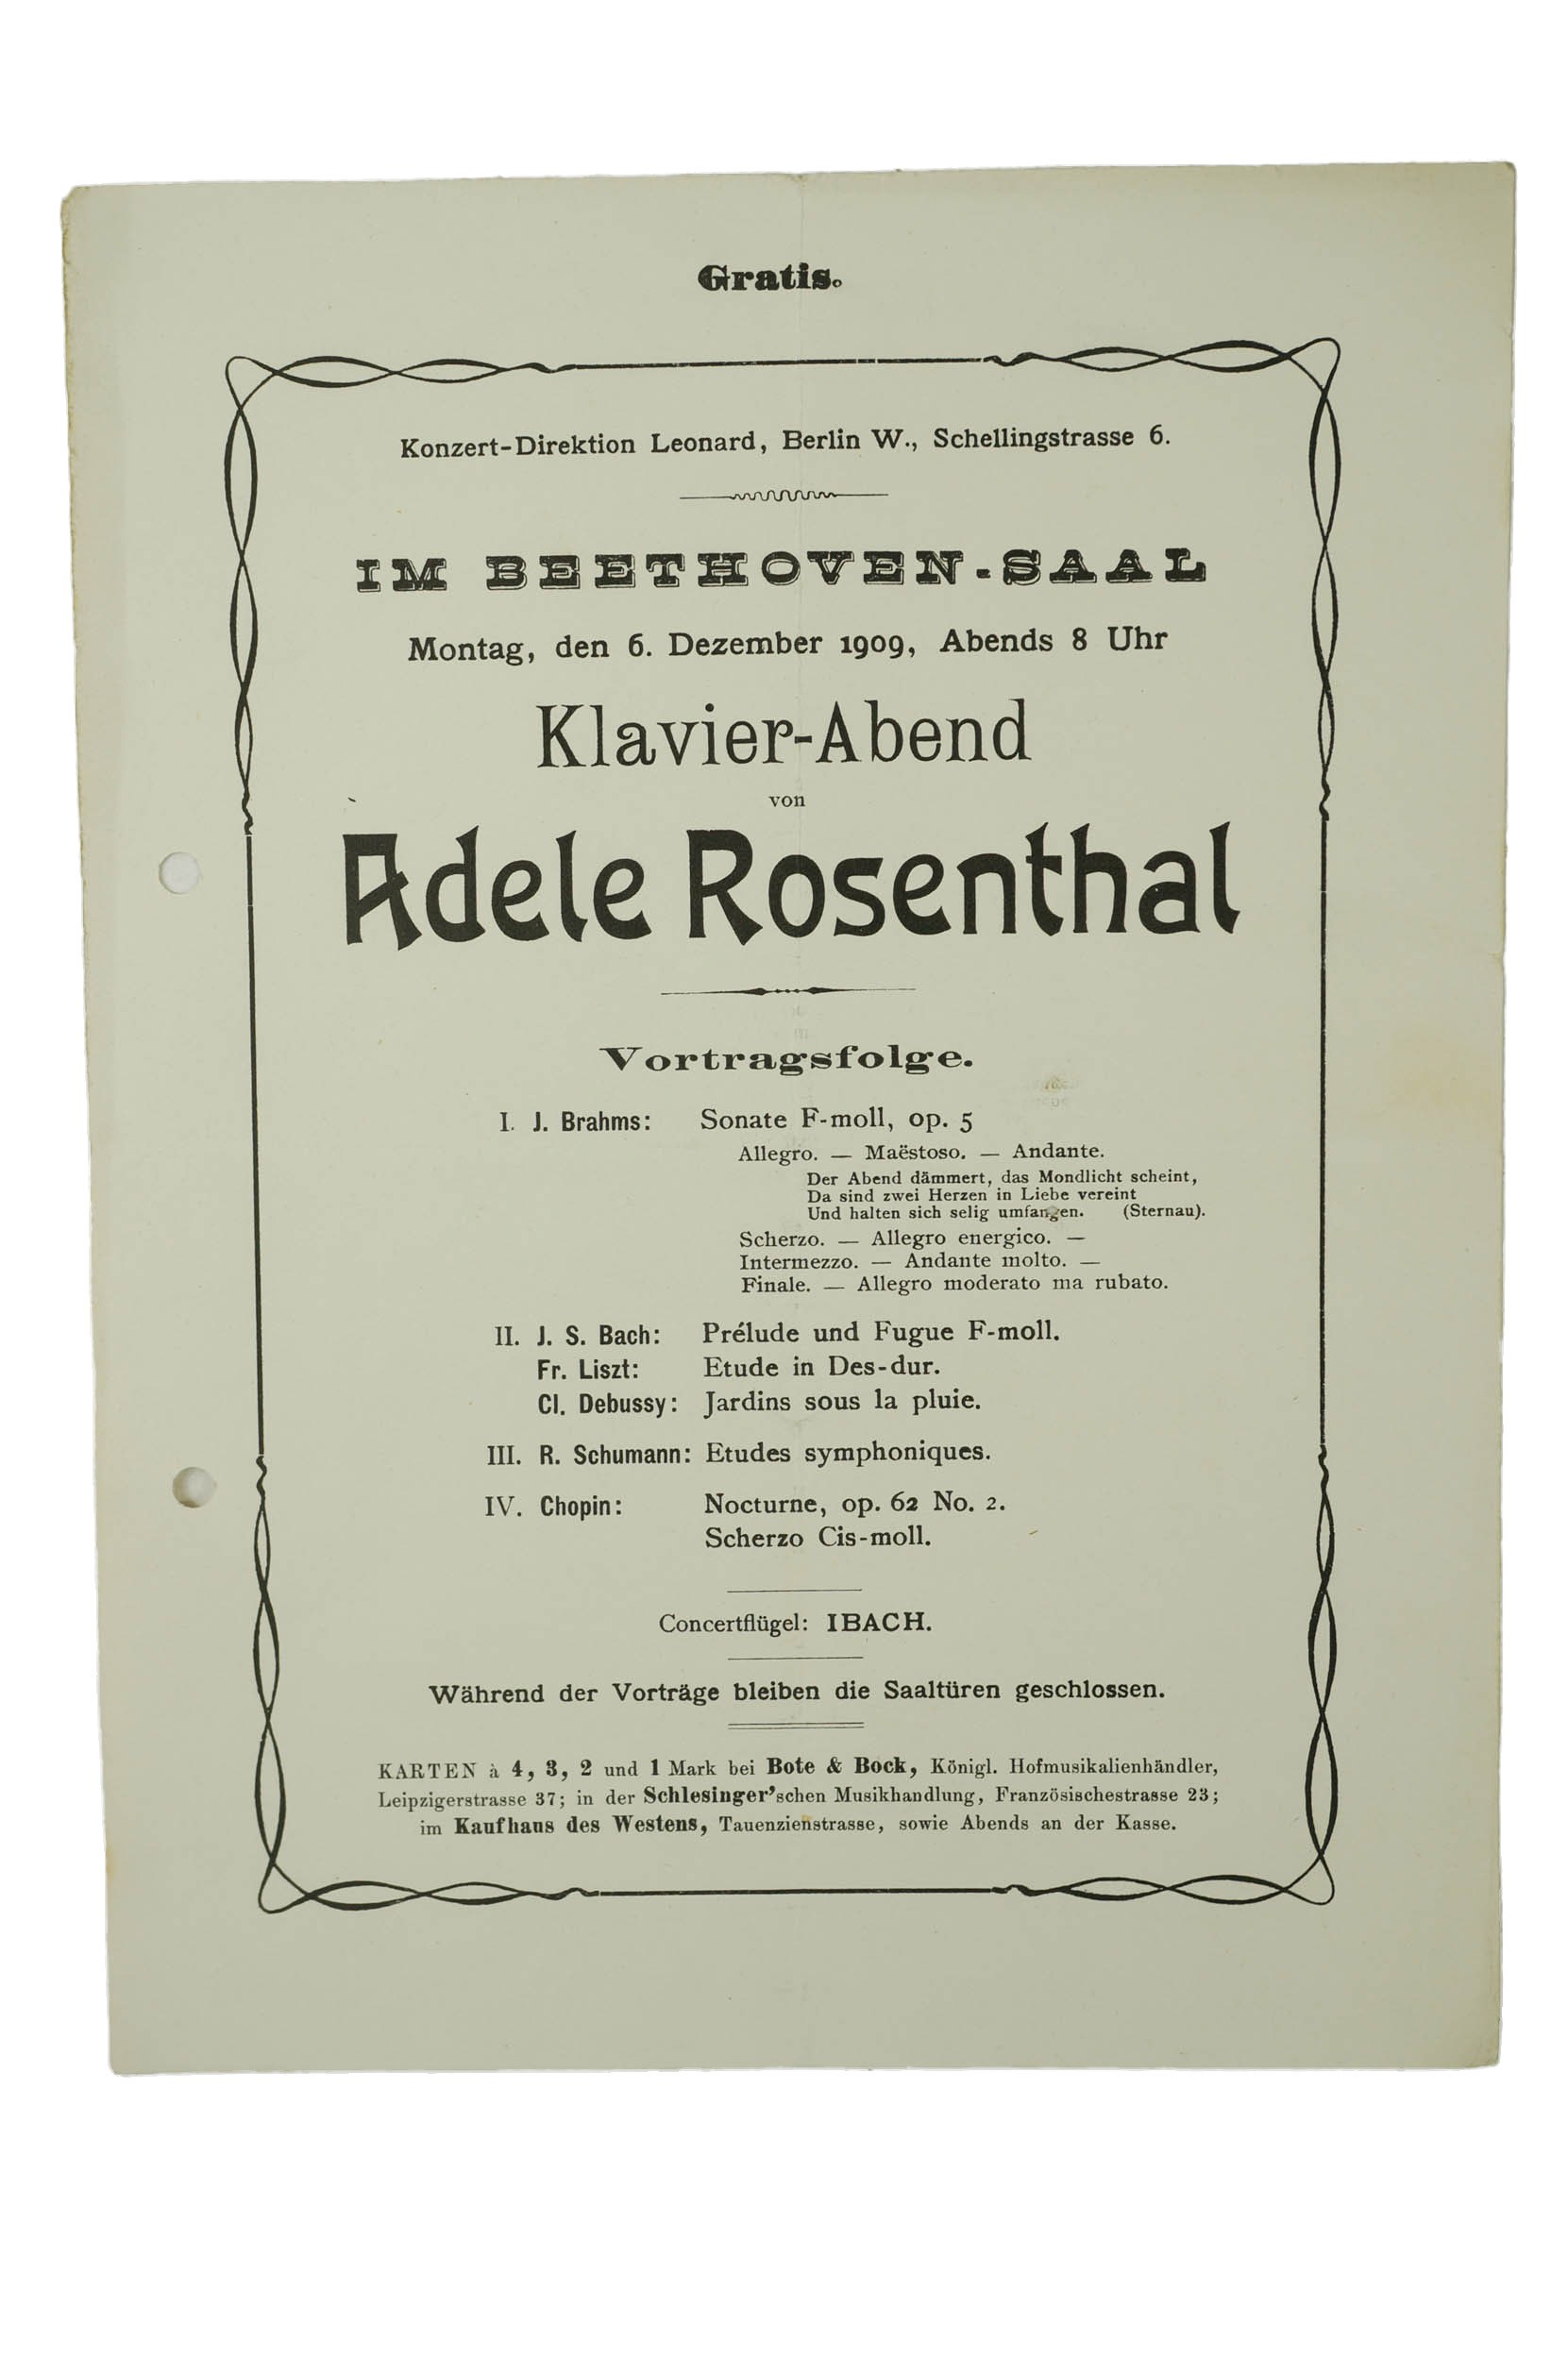 Gratis.
Konzert-Direktion Leonard, Berlin W., Schellingstrasse 6.
IM BEETHOVEN-SAAL
Montag, den 6. Dezember 1909, Abends 8 Uhr
Klavier-Abend
von
Adele Rosenthal
Vortragsfolge.
I. J. Brahms: Sonate F-moll, op. 5
Allegro. — Maëstoso. — Andante.
Der Abend dämmert, das Mondlicht scheint,
Da sind zwei Herzen in Liebe vereint
Und halten sich selig umfangen. (Sternau).
Scherzo. — Allegro energico. —
Intermezzo. — Andante molto. —
Finale. — Allegro moderato ma rubato.
II. J. S. Bach: Prélude und Fugue F-moll.
Fr. Liszt: Etude in Des-dur.
Cl. Debussy: Jardins sous la pluie.
III. R. Schumann: Etudes symphoniques.
IV. Chopin: Nocturne, op. 62 No. 2.
Scherzo Cis-moll.
Concertflügel: IBACH.
Während der Vorträge bleiben die Saaltüren geschlossen.
KARTEN à 4, 3, 2 und 1 Mark bei Bote & Bock, Königl. Hofmusikalienhändler,
Leipzigerstrasse 37; in der Schlesinger'schen Musikhandlung, Französischestrasse 23;
im Kaufhaus des Westens, Tauenzienstrasse, sowie Abends an der Kasse.